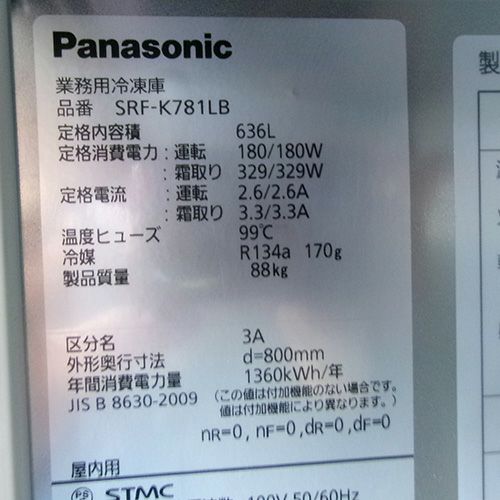 Panasonic
業務用冷凍庫
品番 SRF-K781LB
定格内容積 636L
定格消費電力:運転 180/180W
:霜取り 329/329W
定格電流 :運転 2.6/2.6A
:霜取り 3.3/3.3A
温度ヒューズ 99℃
冷媒 R134a 170g
製品質量 88kg
区分名 3A
外形奥行寸法 d=800mm
年間消費電力量 1360kWh/年
JIS B 8630-2009 (この値は付加機能のない場合です。
値は付加機能により異なります。)
nR=0, nF=0,dR=0,dF=0
屋内用
PS STMC 100V 50/60Hz
製